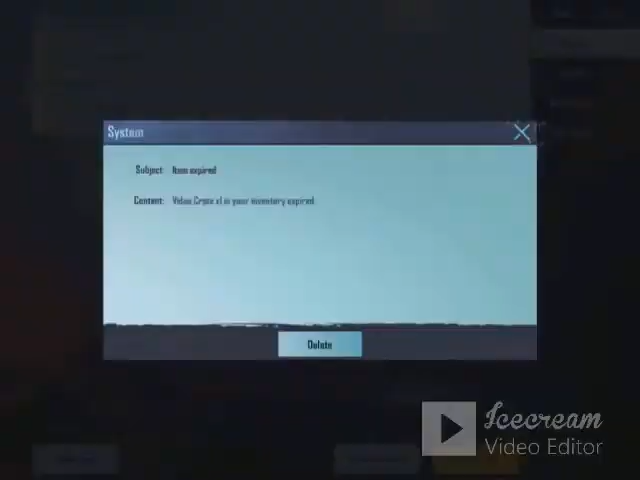 System
Subject: Item expired
Content: Video Crate x1 in your inventory expired
Delete
Icecream
Video Editor